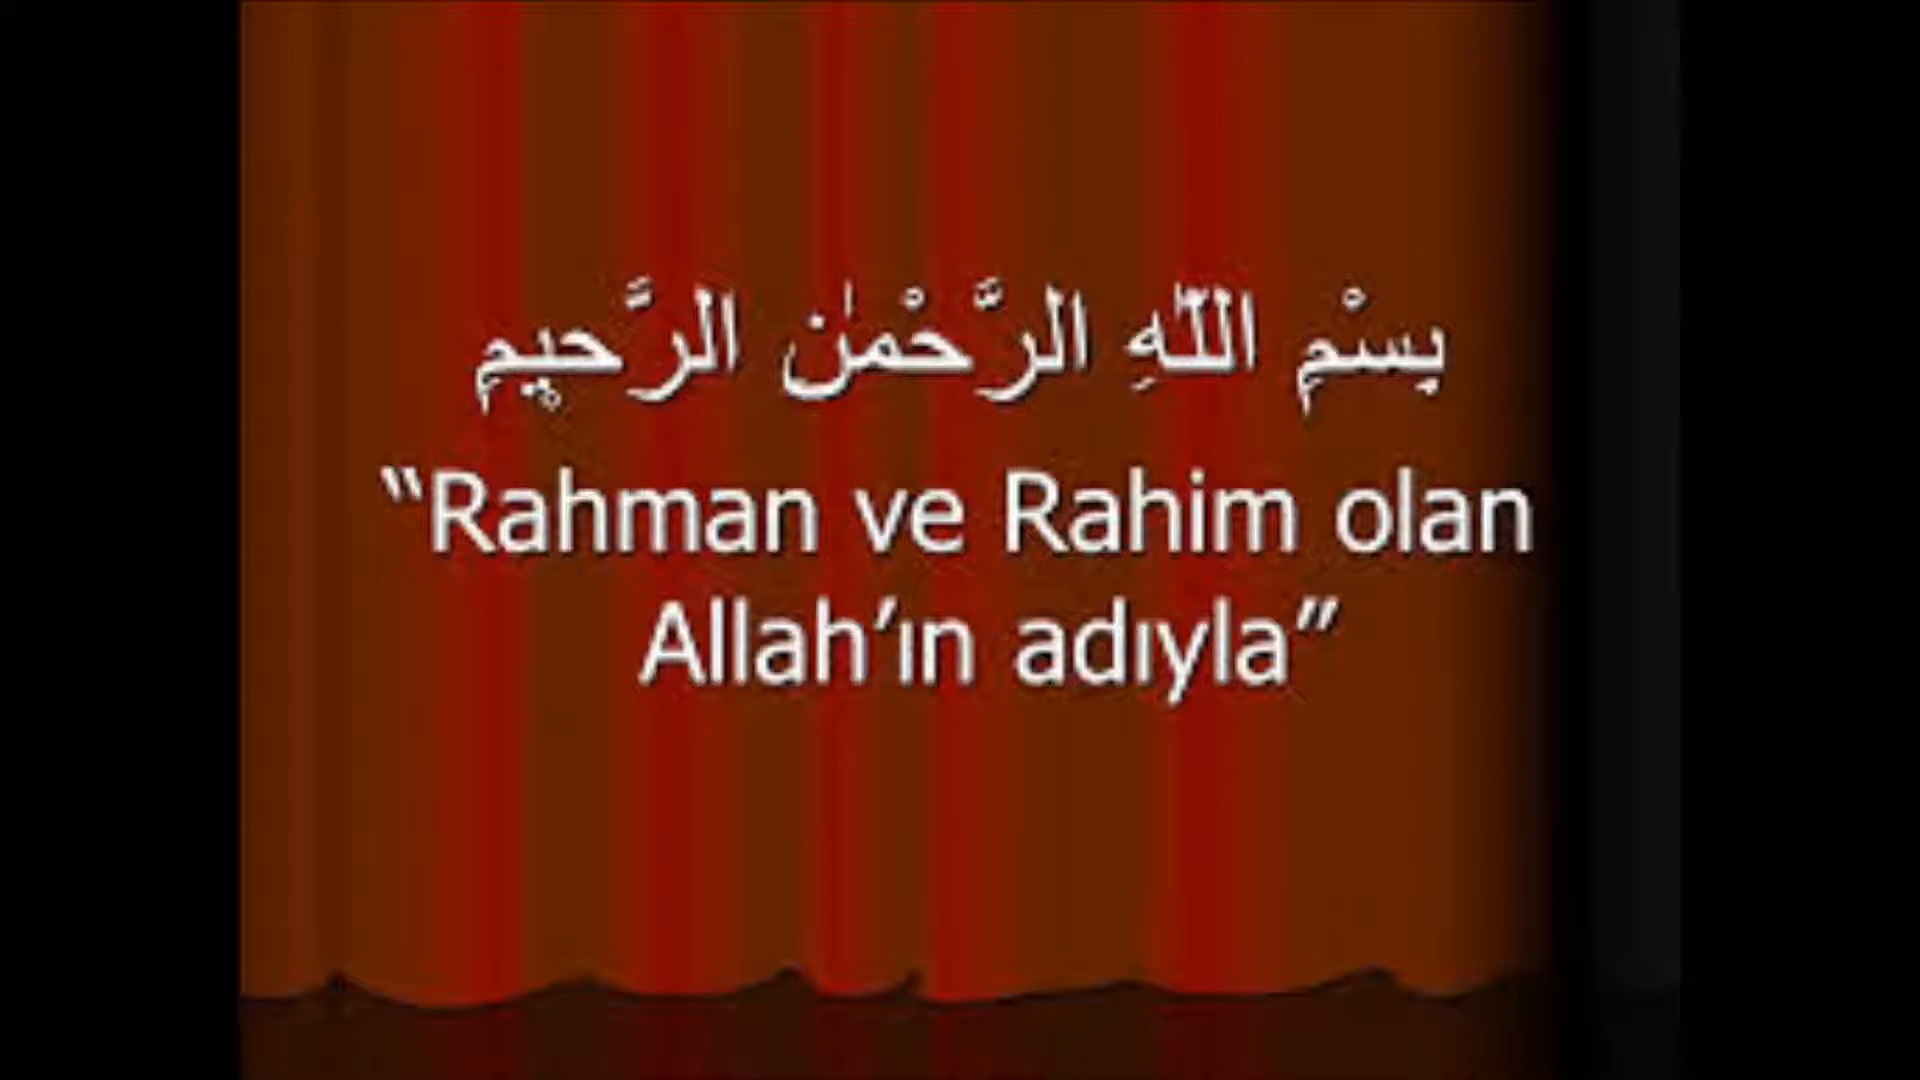 بِسْمِ اللّٰهِ الرَّحْمٰنِ الرَّحٖيمِ
“Rahman ve Rahim olan
Allah’ın adıyla”